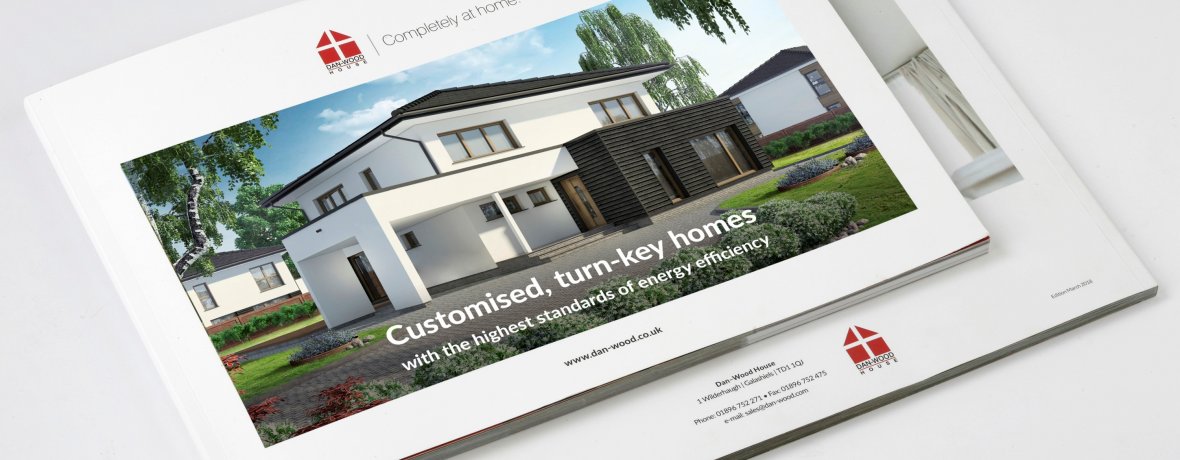 DAN-WOOD
HOUSE
Completely at home.
Customised, turn-key homes
with the highest standards of energy efficiency
www.dan-wood.co.uk
Edition March 2018
Dan-Wood House
1 Wilderhaugh | Galashiels | TD1 1QJ
Phone: 01896 752 271 • Fax: 01896 752 475
e-mail: sales@dan-wood.com
DAN-WOOD
HOUSE